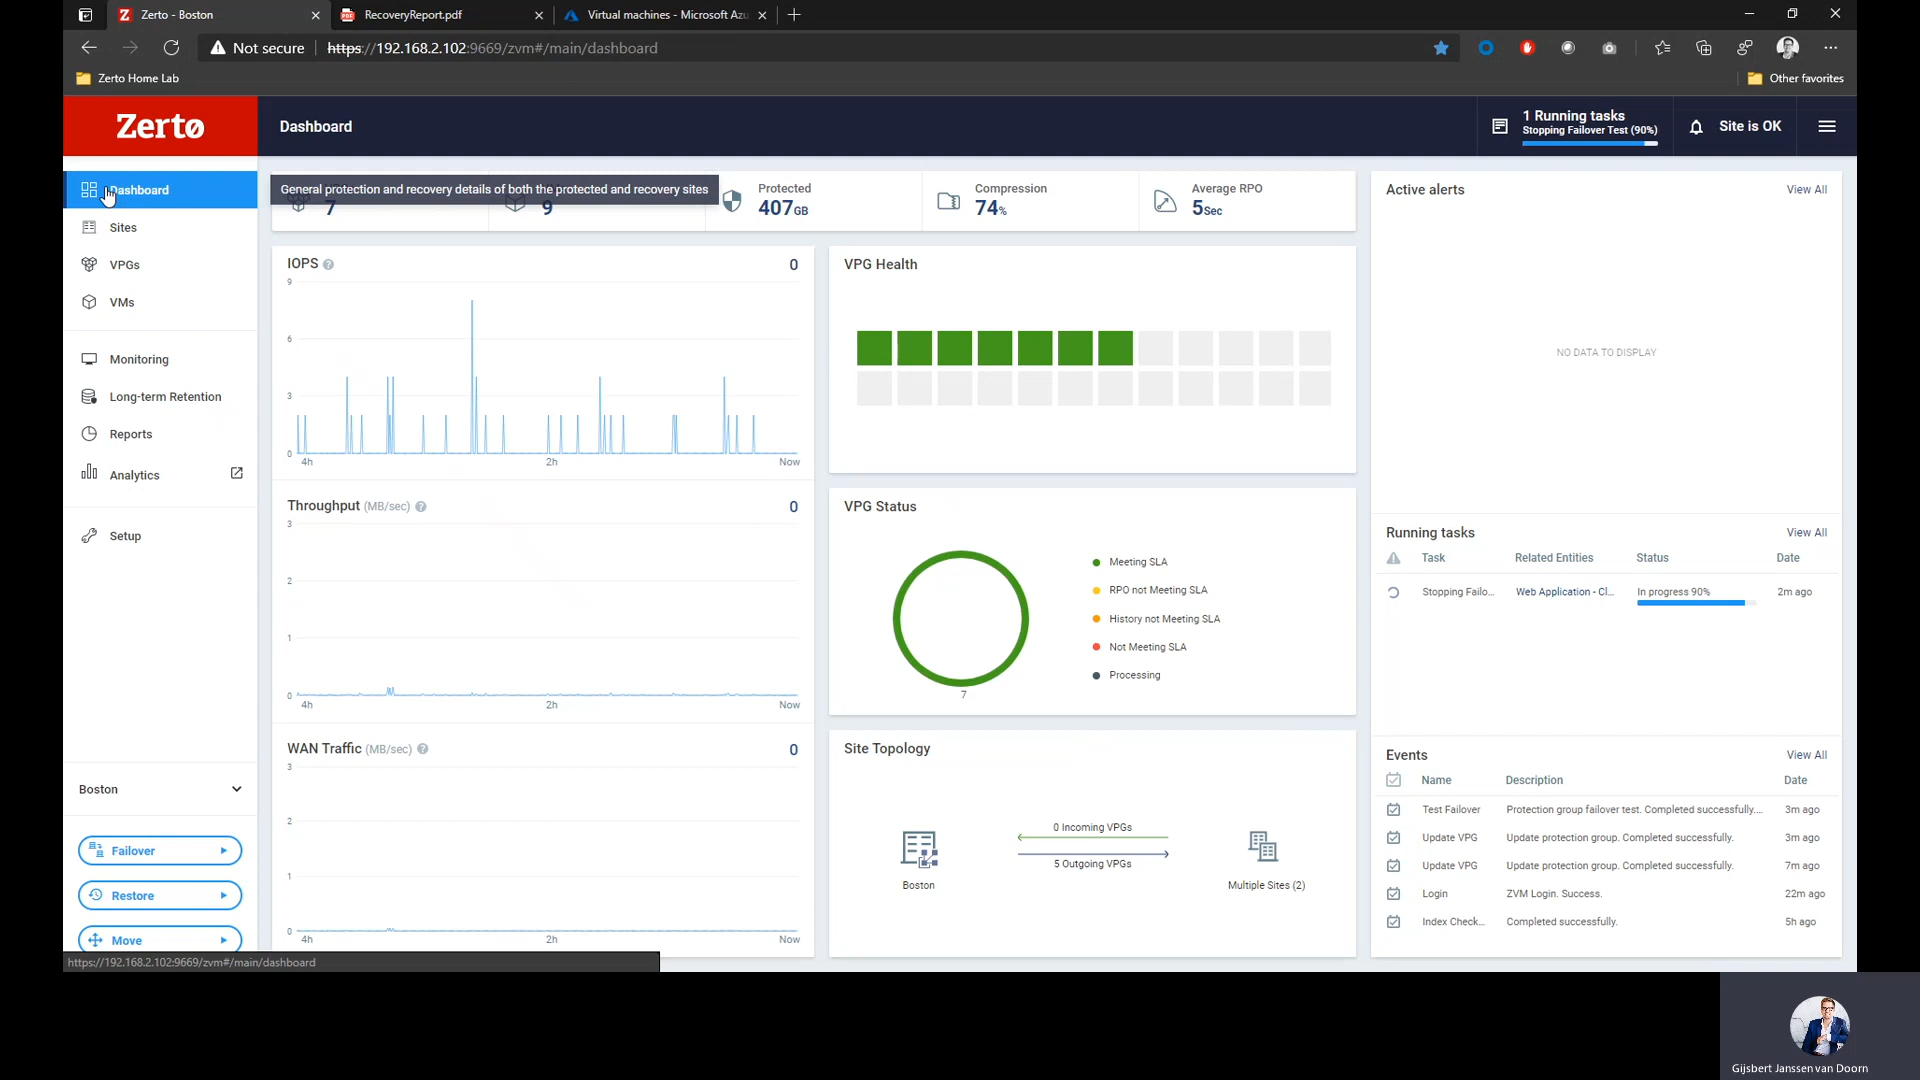 Zerto - Boston
RecoveryReport.pdf
Virtual machines - Microsoft Azu
Not secure
https://192.168.2.102:9669/zvm#/main/dashboard
Zerto Home Lab
Other favorites
Zerto
Dashboard
1 Running tasks
Stopping Failover Test (90%)
Site is OK
Dashboard
Sites
VPGs
VMs
Monitoring
Long-term Retention
Reports
Analytics
Setup
Boston
Failover
Restore
Move
https://192.168.2.102:9669/zvm#/main/dashboard
General protection and recovery details of both the protected and recovery sites
7
9
Protected
407GB
Compression
74%
Average RPO
5Sec
IOPS
0
9
6
3
0
4h
2h
Now
Throughput (MB/sec)
0
3
2
1
0
4h
2h
Now
WAN Traffic (MB/sec)
0
3
2
1
0
4h
2h
Now
VPG Health
VPG Status
7
Meeting SLA
RPO not Meeting SLA
History not Meeting SLA
Not Meeting SLA
Processing
Site Topology
0 Incoming VPGs
5 Outgoing VPGs
Boston
Multiple Sites (2)
Active alerts
View All
NO DATA TO DISPLAY
Running tasks
View All
Task Related Entities Status Date
Stopping Failo... Web Application - Cl... In progress 90% 2m ago
Events
View All
Name Description Date
Test Failover Protection group failover test. Completed successfully.... 3m ago
Update VPG Update protection group. Completed successfully. 3m ago
Update VPG Update protection group. Completed successfully. 7m ago
Login ZVM Login. Success. 22m ago
Index Check... Completed successfully. 5h ago
Gijsbert Janssen van Doorn